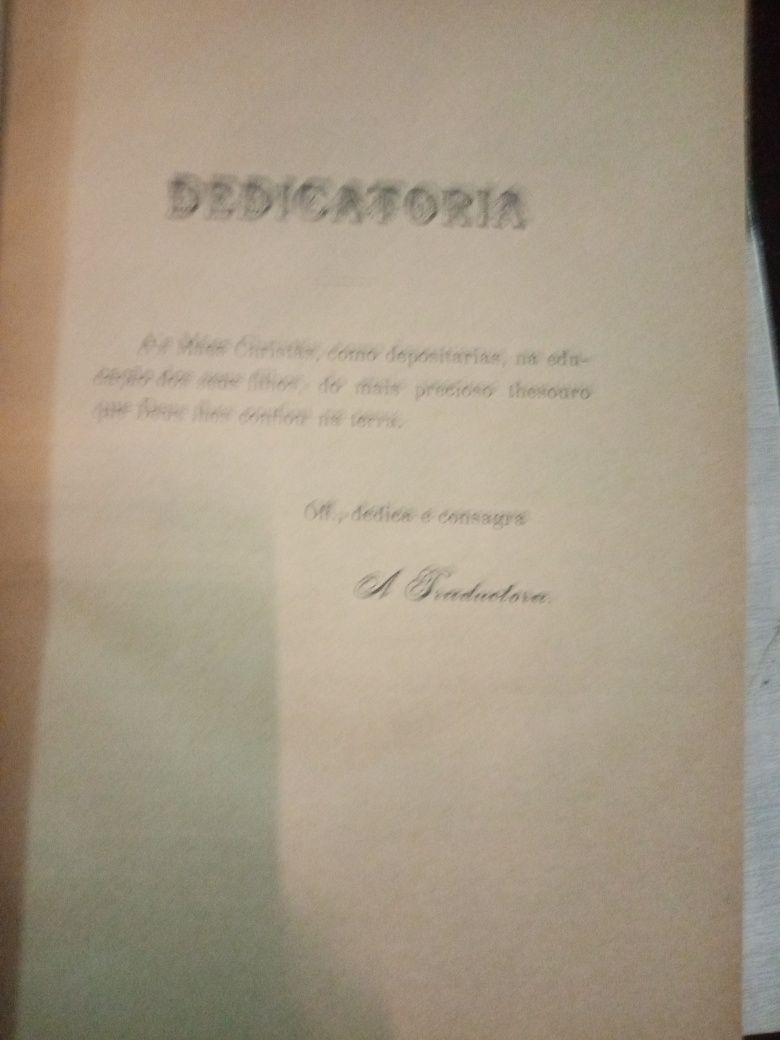 DEDICATORIA
Às Mães Christãs, como depositarias, na edu-
cação dos seus filhos, do mais precioso thesouro
que Deus lhes confiou na terra.
Off., dedica e consagra
A Traductora.